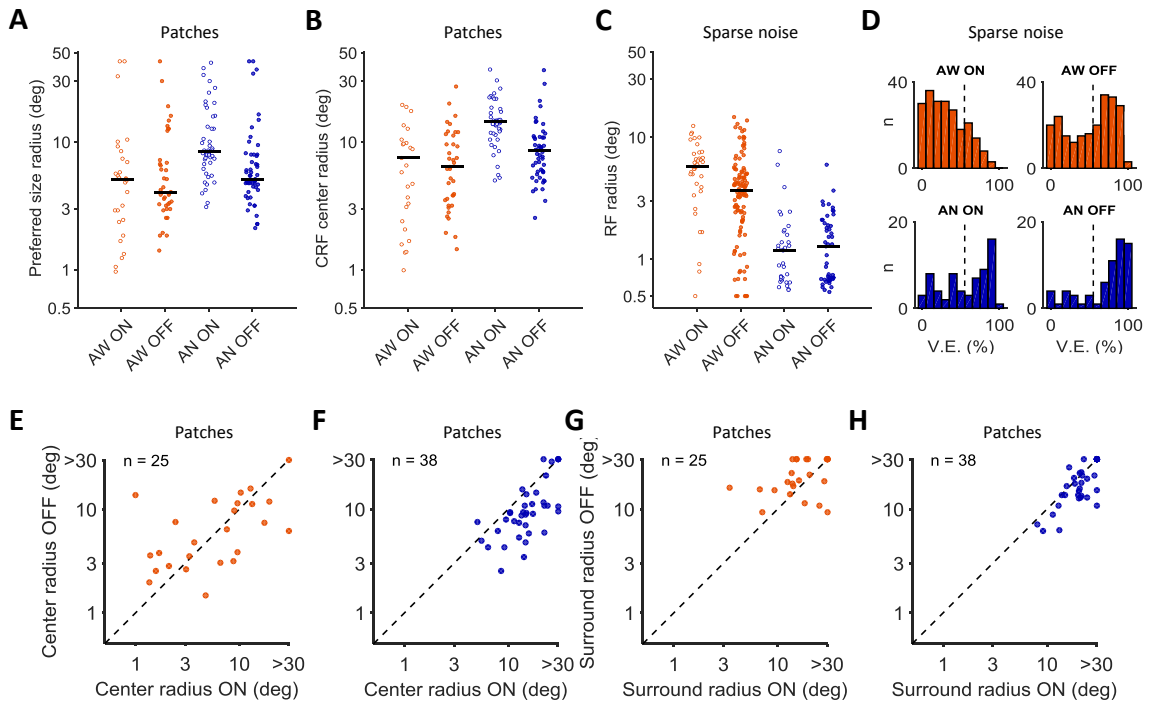 A
Patches
Preferred size radius (deg)
50
30
10
3
1
0.5
AW ON
AW OFF
AN ON
AN OFF
B
Patches
CRF center radius (deg)
50
30
10
3
1
0.5
AW ON
AW OFF
AN ON
AN OFF
C
Sparse noise
RF radius (deg)
50
30
10
3
1
0.5
AW ON
AW OFF
AN ON
AN OFF
D
Sparse noise
AW ON
AW OFF
40
n
0
0
100
40
0
0
100
AN ON
AN OFF
20
n
0
0
100
V.E. (%)
20
0
0
100
V.E. (%)
E
Patches
n = 25
Center radius OFF (deg)
>30
10
3
1
1
3
10
>30
Center radius ON (deg)
F
Patches
n = 38
>30
10
3
1
1
3
10
>30
Center radius ON (deg)
G
Patches
n = 25
Surround radius OFF (deg)
>30
10
3
1
1
3
10
>30
Surround radius ON (deg)
H
Patches
n = 38
>30
10
3
1
1
3
10
>30
Surround radius ON (deg)